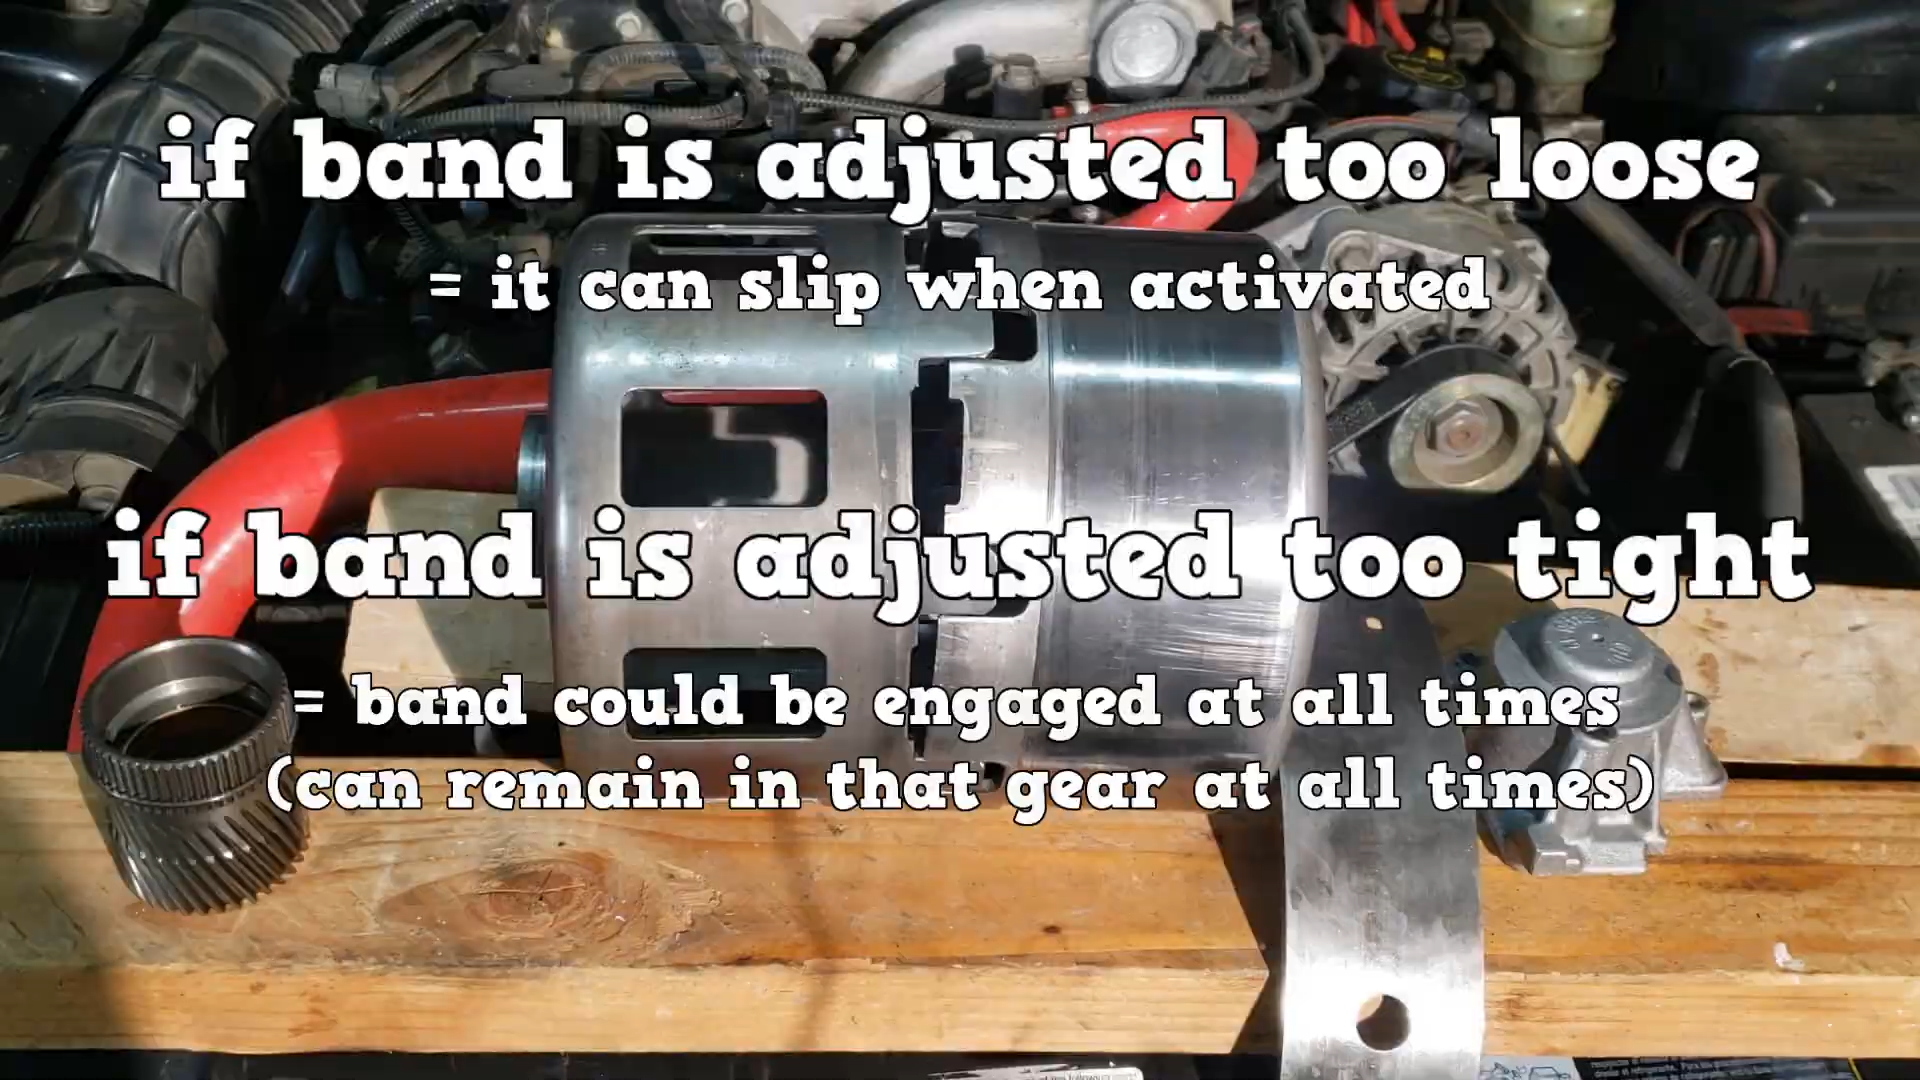 if band is adjusted too loose
= it can slip when activated
if band is adjusted too tight
= band could be engaged at all times
(can remain in that gear at all times)